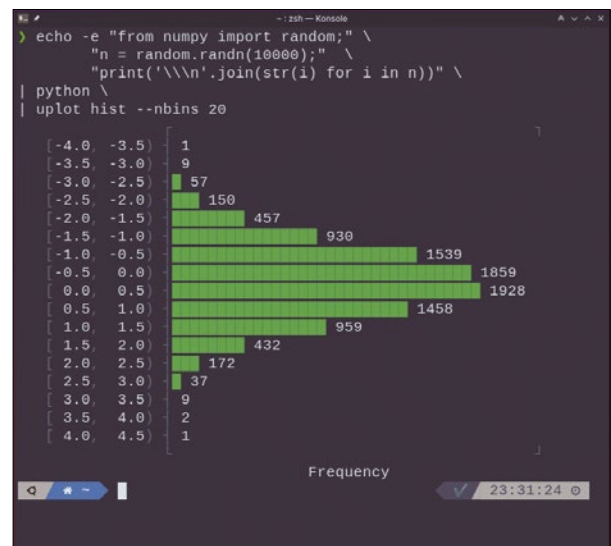 ~ : zsh — Konsole
❯ echo -e "from numpy import random;" \
"n = random.randn(10000);" \
"print('\\\n'.join(str(i) for i in n))" \
| python \
| uplot hist --nbins 20
[-4.0, -3.5) 1
[-3.5, -3.0) 9
[-3.0, -2.5) 57
[-2.5, -2.0) 150
[-2.0, -1.5) 457
[-1.5, -1.0) 930
[-1.0, -0.5) 1539
[-0.5, 0.0) 1859
[ 0.0, 0.5) 1928
[ 0.5, 1.0) 1458
[ 1.0, 1.5) 959
[ 1.5, 2.0) 432
[ 2.0, 2.5) 172
[ 2.5, 3.0) 37
[ 3.0, 3.5) 9
[ 3.5, 4.0) 2
[ 4.0, 4.5) 1
Frequency
~ 23:31:24